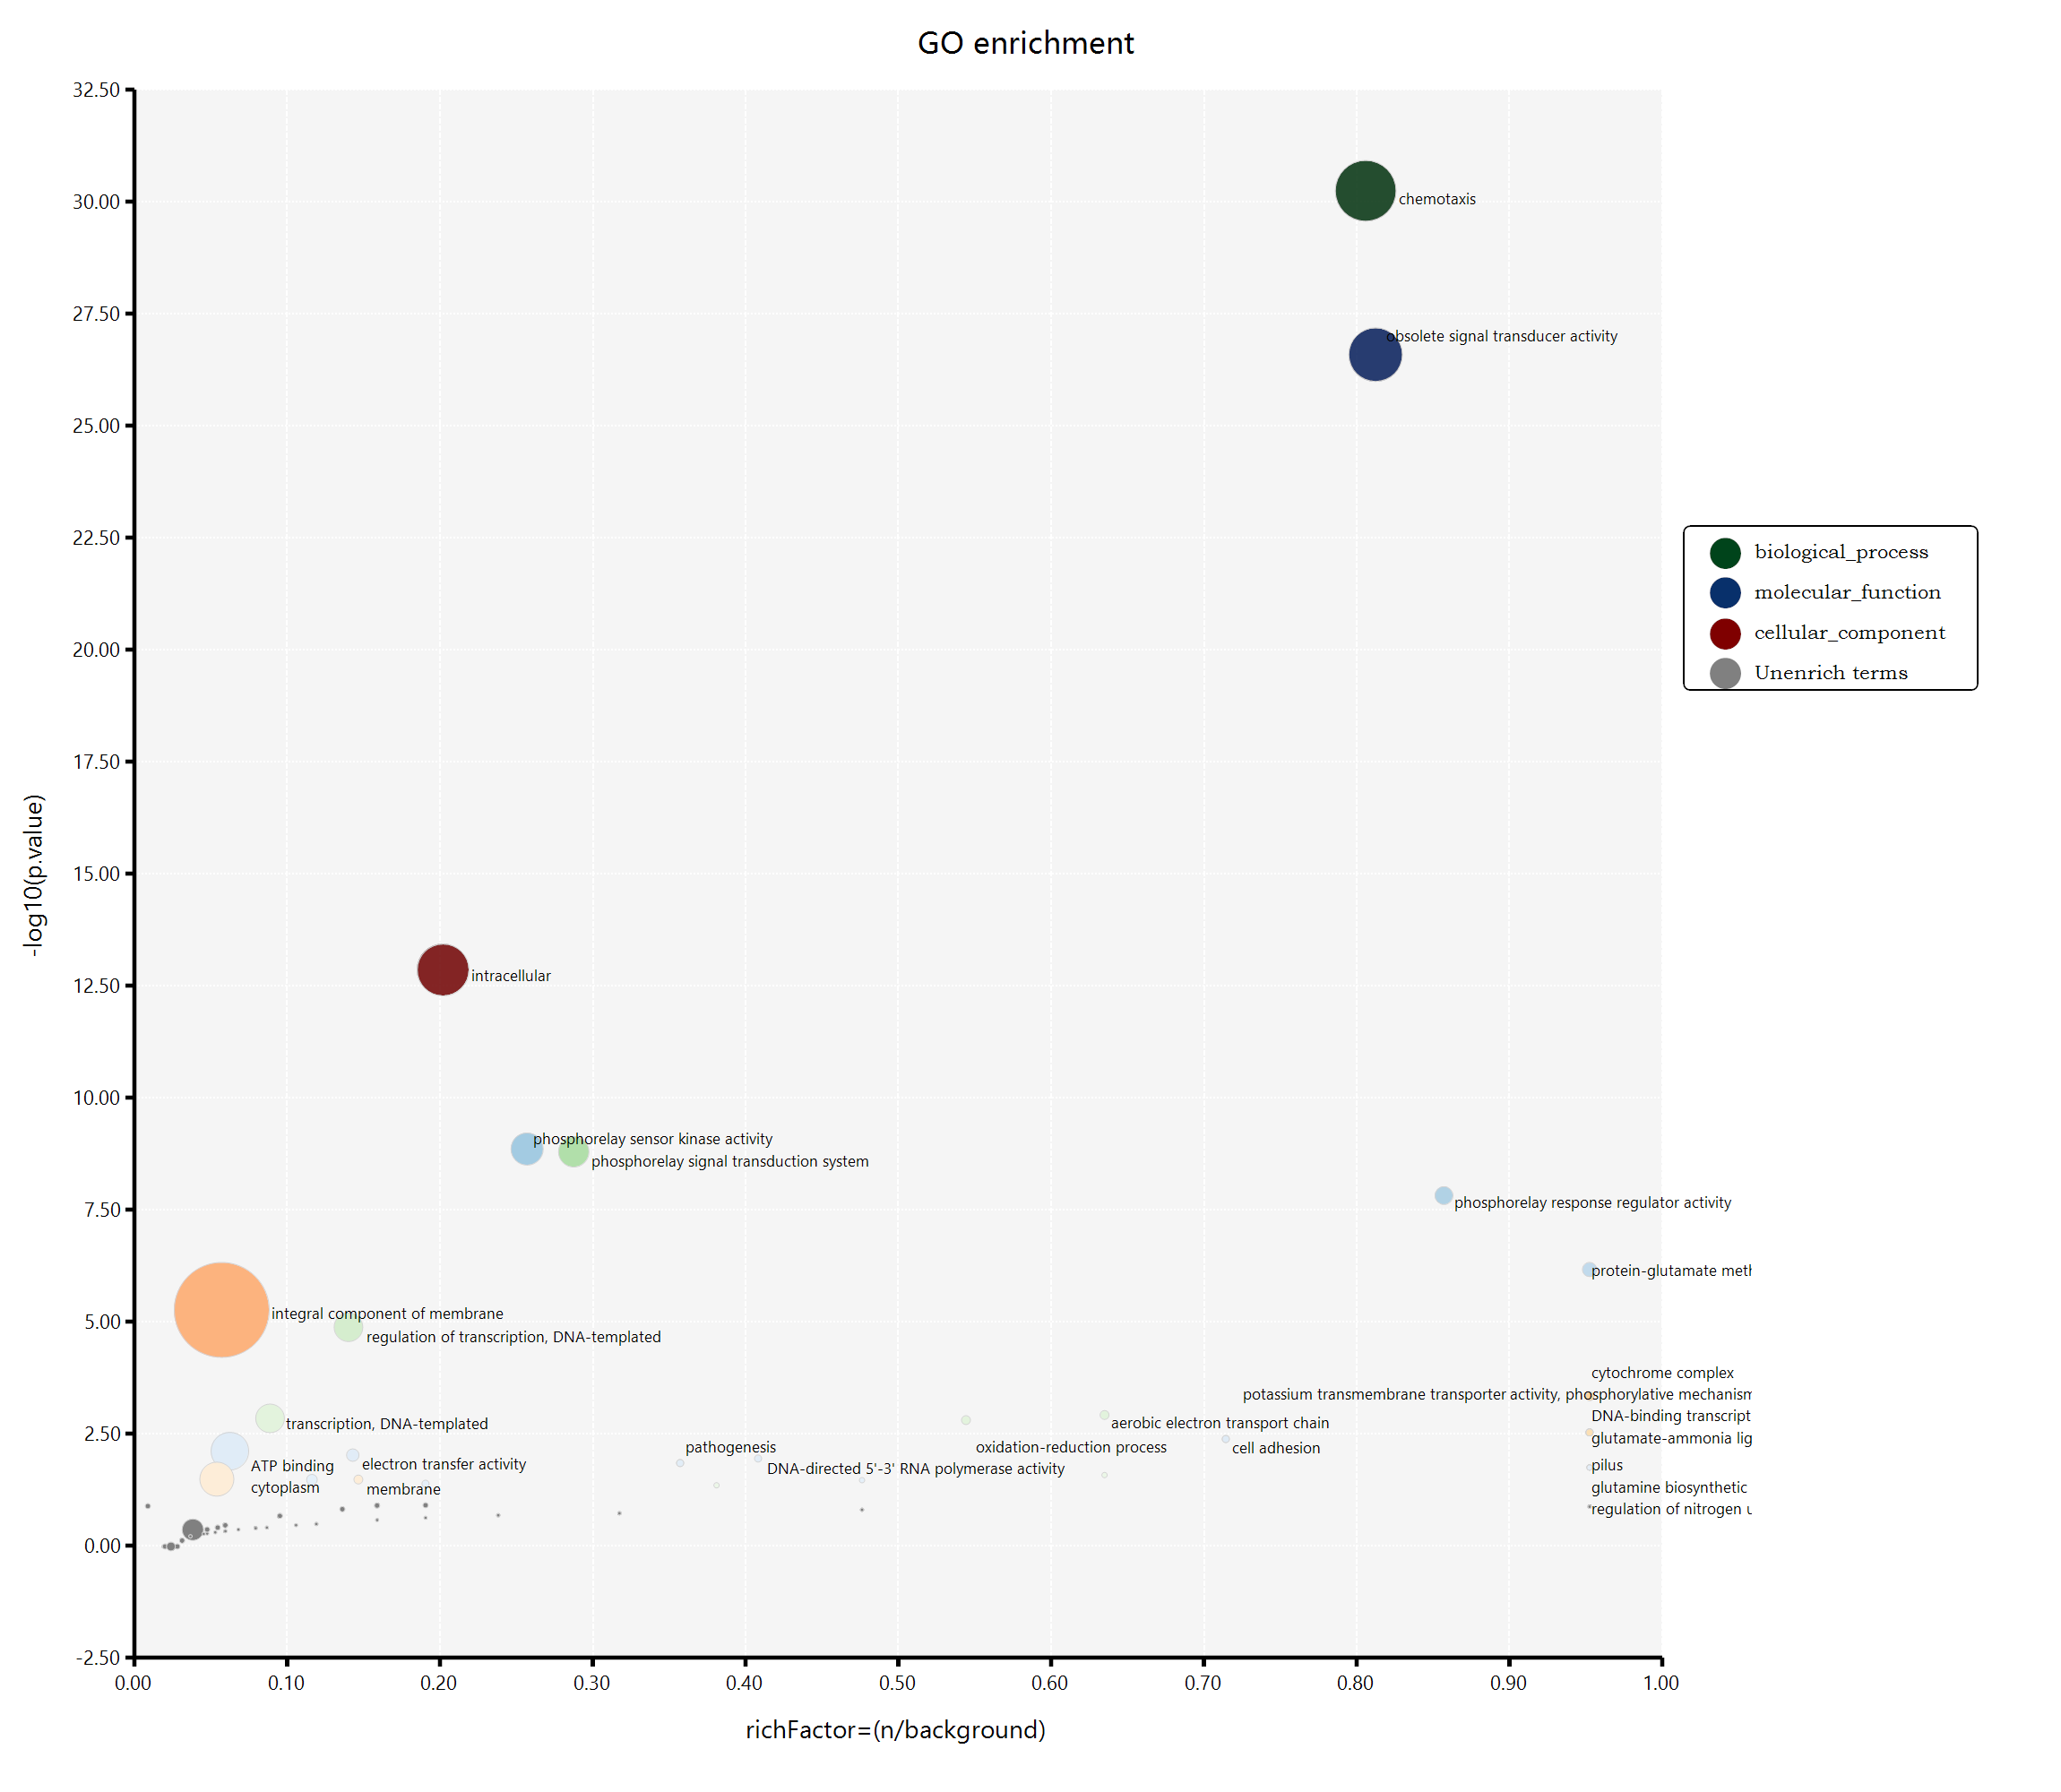 GO enrichment
32.50
30.00
27.50
25.00
22.50
20.00
17.50
15.00
12.50
10.00
7.50
5.00
2.50
0.00
-2.50
-log10(p.value)
chemotaxis
obsolete signal transducer activity
intracellular
phosphorelay sensor kinase activity
phosphorelay signal transduction system
phosphorelay response regulator activity
protein-glutamate meth
integral component of membrane
regulation of transcription, DNA-templated
cytochrome complex
potassium transmembrane transporter activity, phosphorylative mechanism
DNA-binding transcript
transcription, DNA-templated
aerobic electron transport chain
glutamate-ammonia lig
pathogenesis
oxidation-reduction process
cell adhesion
ATP binding
electron transfer activity
DNA-directed 5'-3' RNA polymerase activity
pilus
cytoplasm
membrane
glutamine biosynthetic
regulation of nitrogen u
0.00
0.10
0.20
0.30
0.40
0.50
0.60
0.70
0.80
0.90
1.00
richFactor=(n/background)
biological_process
molecular_function
cellular_component
Unenrich terms